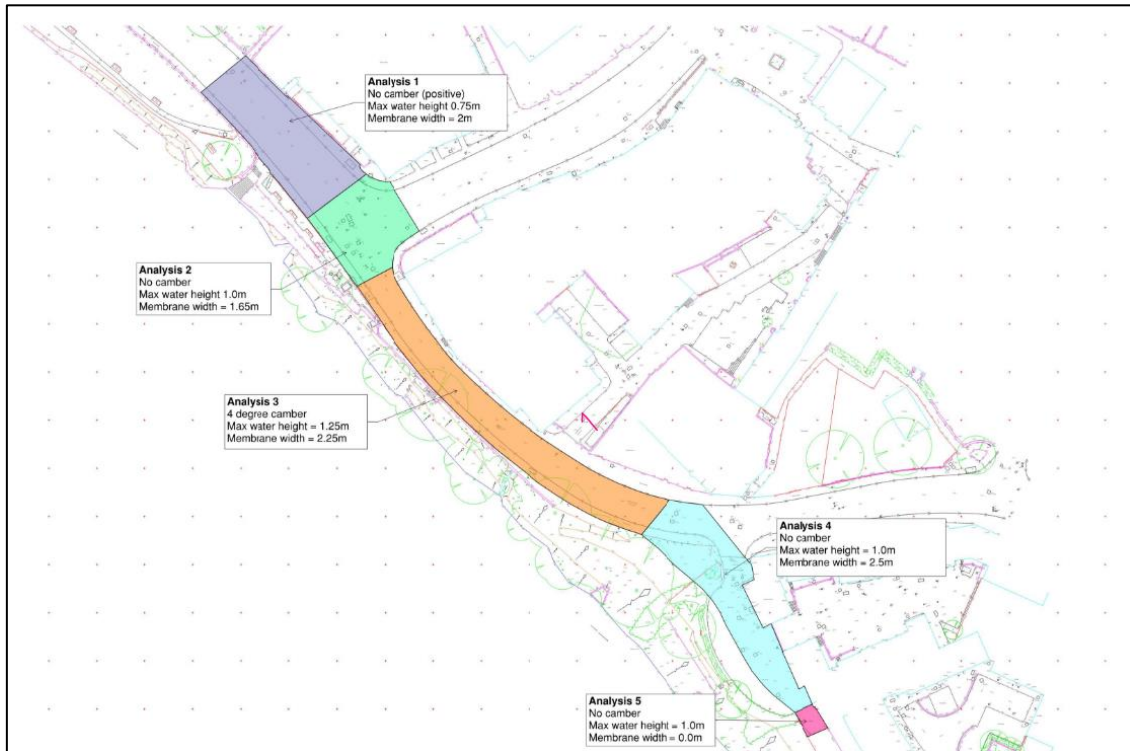 Analysis 1
No camber (positive)
Max water height 0.75m
Membrane width = 2m
Analysis 2
No camber
Max water height 1.0m
Membrane width = 1.65m
Analysis 3
4 degree camber
Max water height = 1.25m
Membrane width = 2.25m
Analysis 4
No camber
Max water height = 1.0m
Membrane width = 2.5m
Analysis 5
No camber
Max water height = 1.0m
Membrane width = 0.0m